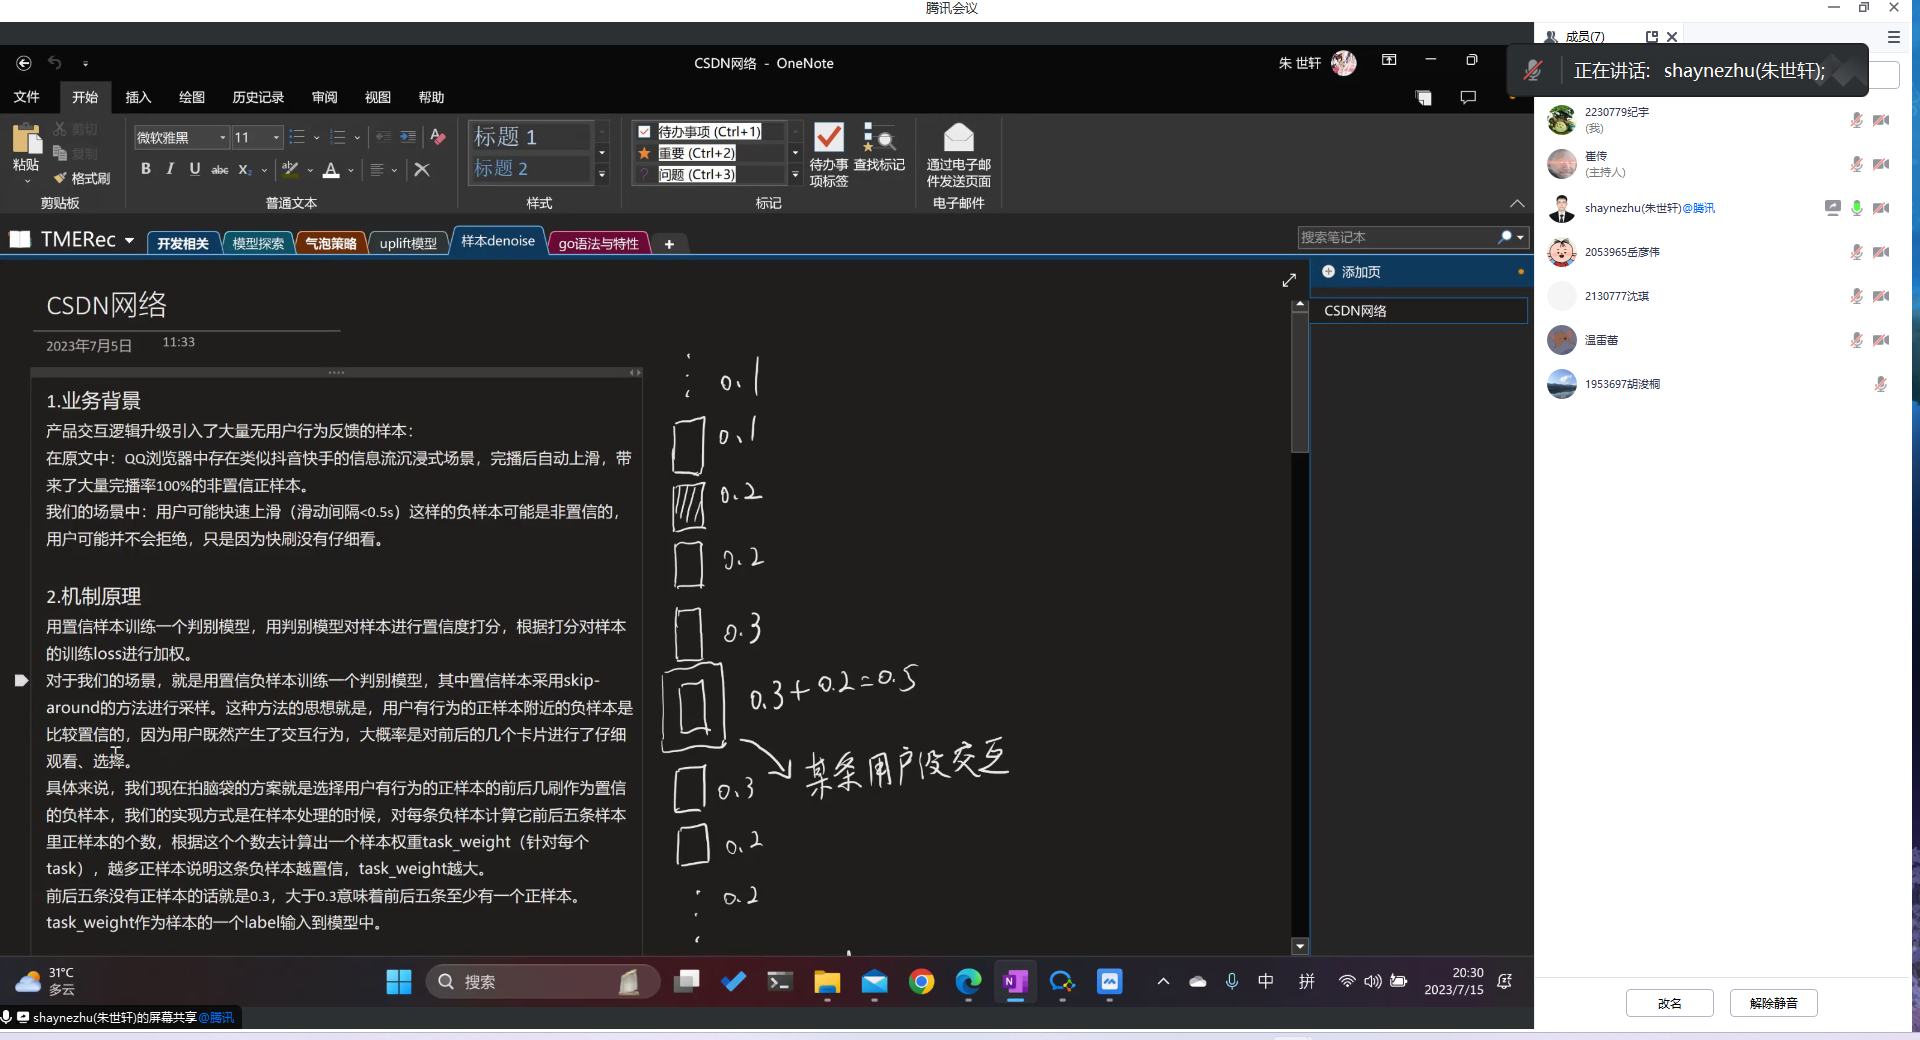 腾讯会议
CSDN网络 - OneNote
朱 世轩
文件 开始 插入 绘图 历史记录 审阅 视图 帮助
粘贴
剪切
复制
格式刷
剪贴板
微软雅黑 11
B I U abc X₂ A
普通文本
标题 1
标题 2
样式
待办事项 (Ctrl+1)
重要 (Ctrl+2)
问题 (Ctrl+3)
待办事项标签
查找标记
标记
通过电子邮件发送页面
电子邮件
TMERec 开发相关 模型探索 气泡策略 uplift模型 样本denoise go语法与特性 +
搜索笔记本
添加页
CSDN网络
CSDN网络
2023年7月5日 11:33
1.业务背景
产品交互逻辑升级引入了大量无用户行为反馈的样本：
在原文中：QQ浏览器中存在类似抖音快手的信息流沉浸式场景，完播后自动上滑，带
来了大量完播率100%的非置信正样本。
我们的场景中：用户可能快速上滑（滑动间隔<0.5s）这样的负样本可能是非置信的，
用户可能并不会拒绝，只是因为快刷没有仔细看。
2.机制原理
用置信样本训练一个判别模型，用判别模型对样本进行置信度打分，根据打分对样本
的训练loss进行加权。
对于我们的场景，就是用置信负样本训练一个判别模型，其中置信样本采用skip-
around的方法进行采样。这种方法的思想就是，用户有行为的正样本附近的负样本是
比较置信的，因为用户既然产生了交互行为，大概率是对前后的几个卡片进行了仔细
观看、选择。
具体来说，我们现在拍脑袋的方案就是选择用户有行为的正样本的前后几刷作为置信
的负样本，我们的实现方式是在样本处理的时候，对每条负样本计算它前后五条样本
里正样本的个数，根据这个个数去计算出一个样本权重task_weight（针对每个
task），越多正样本说明这条负样本越置信，task_weight越大。
前后五条没有正样本的话就是0.3，大于0.3意味着前后五条至少有一个正样本。
task_weight作为样本的一个label输入到模型中。
0.1
0.1
0.2
0.2
0.3
0.3+0.2=0.5
某条用户没交互
0.3
0.2
0.2
成员(7)
正在讲话: shaynezhu(朱世轩);
2230779纪宇
(我)
崔传
(主持人)
shaynezhu(朱世轩)@腾讯
2053965岳彦伟
2130777沈琪
温雷苗
1953697胡浚桐
改名 解除静音
31°C
多云
搜索
中 拼
20:30
2023/7/15
shaynezhu(朱世轩)的屏幕共享@腾讯